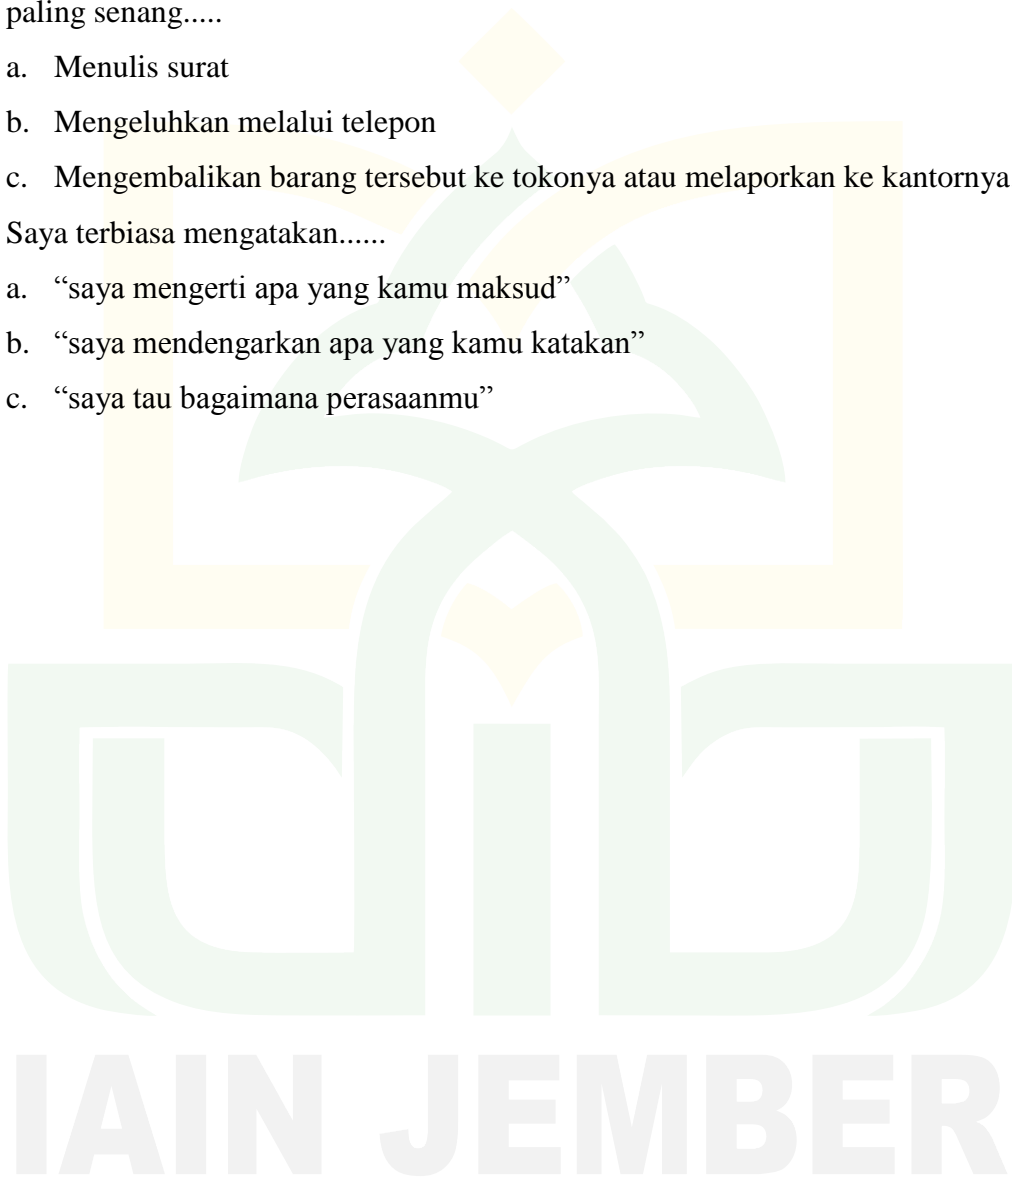 paling senang.....
a. Menulis surat
b. Mengeluhkan melalui telepon
c. Mengembalikan barang tersebut ke tokonya atau melaporkan ke kantornya
Saya terbiasa mengatakan......
a. “saya mengerti apa yang kamu maksud”
b. “saya mendengarkan apa yang kamu katakan”
c. “saya tau bagaimana perasaanmu”
IAIN JEMBER